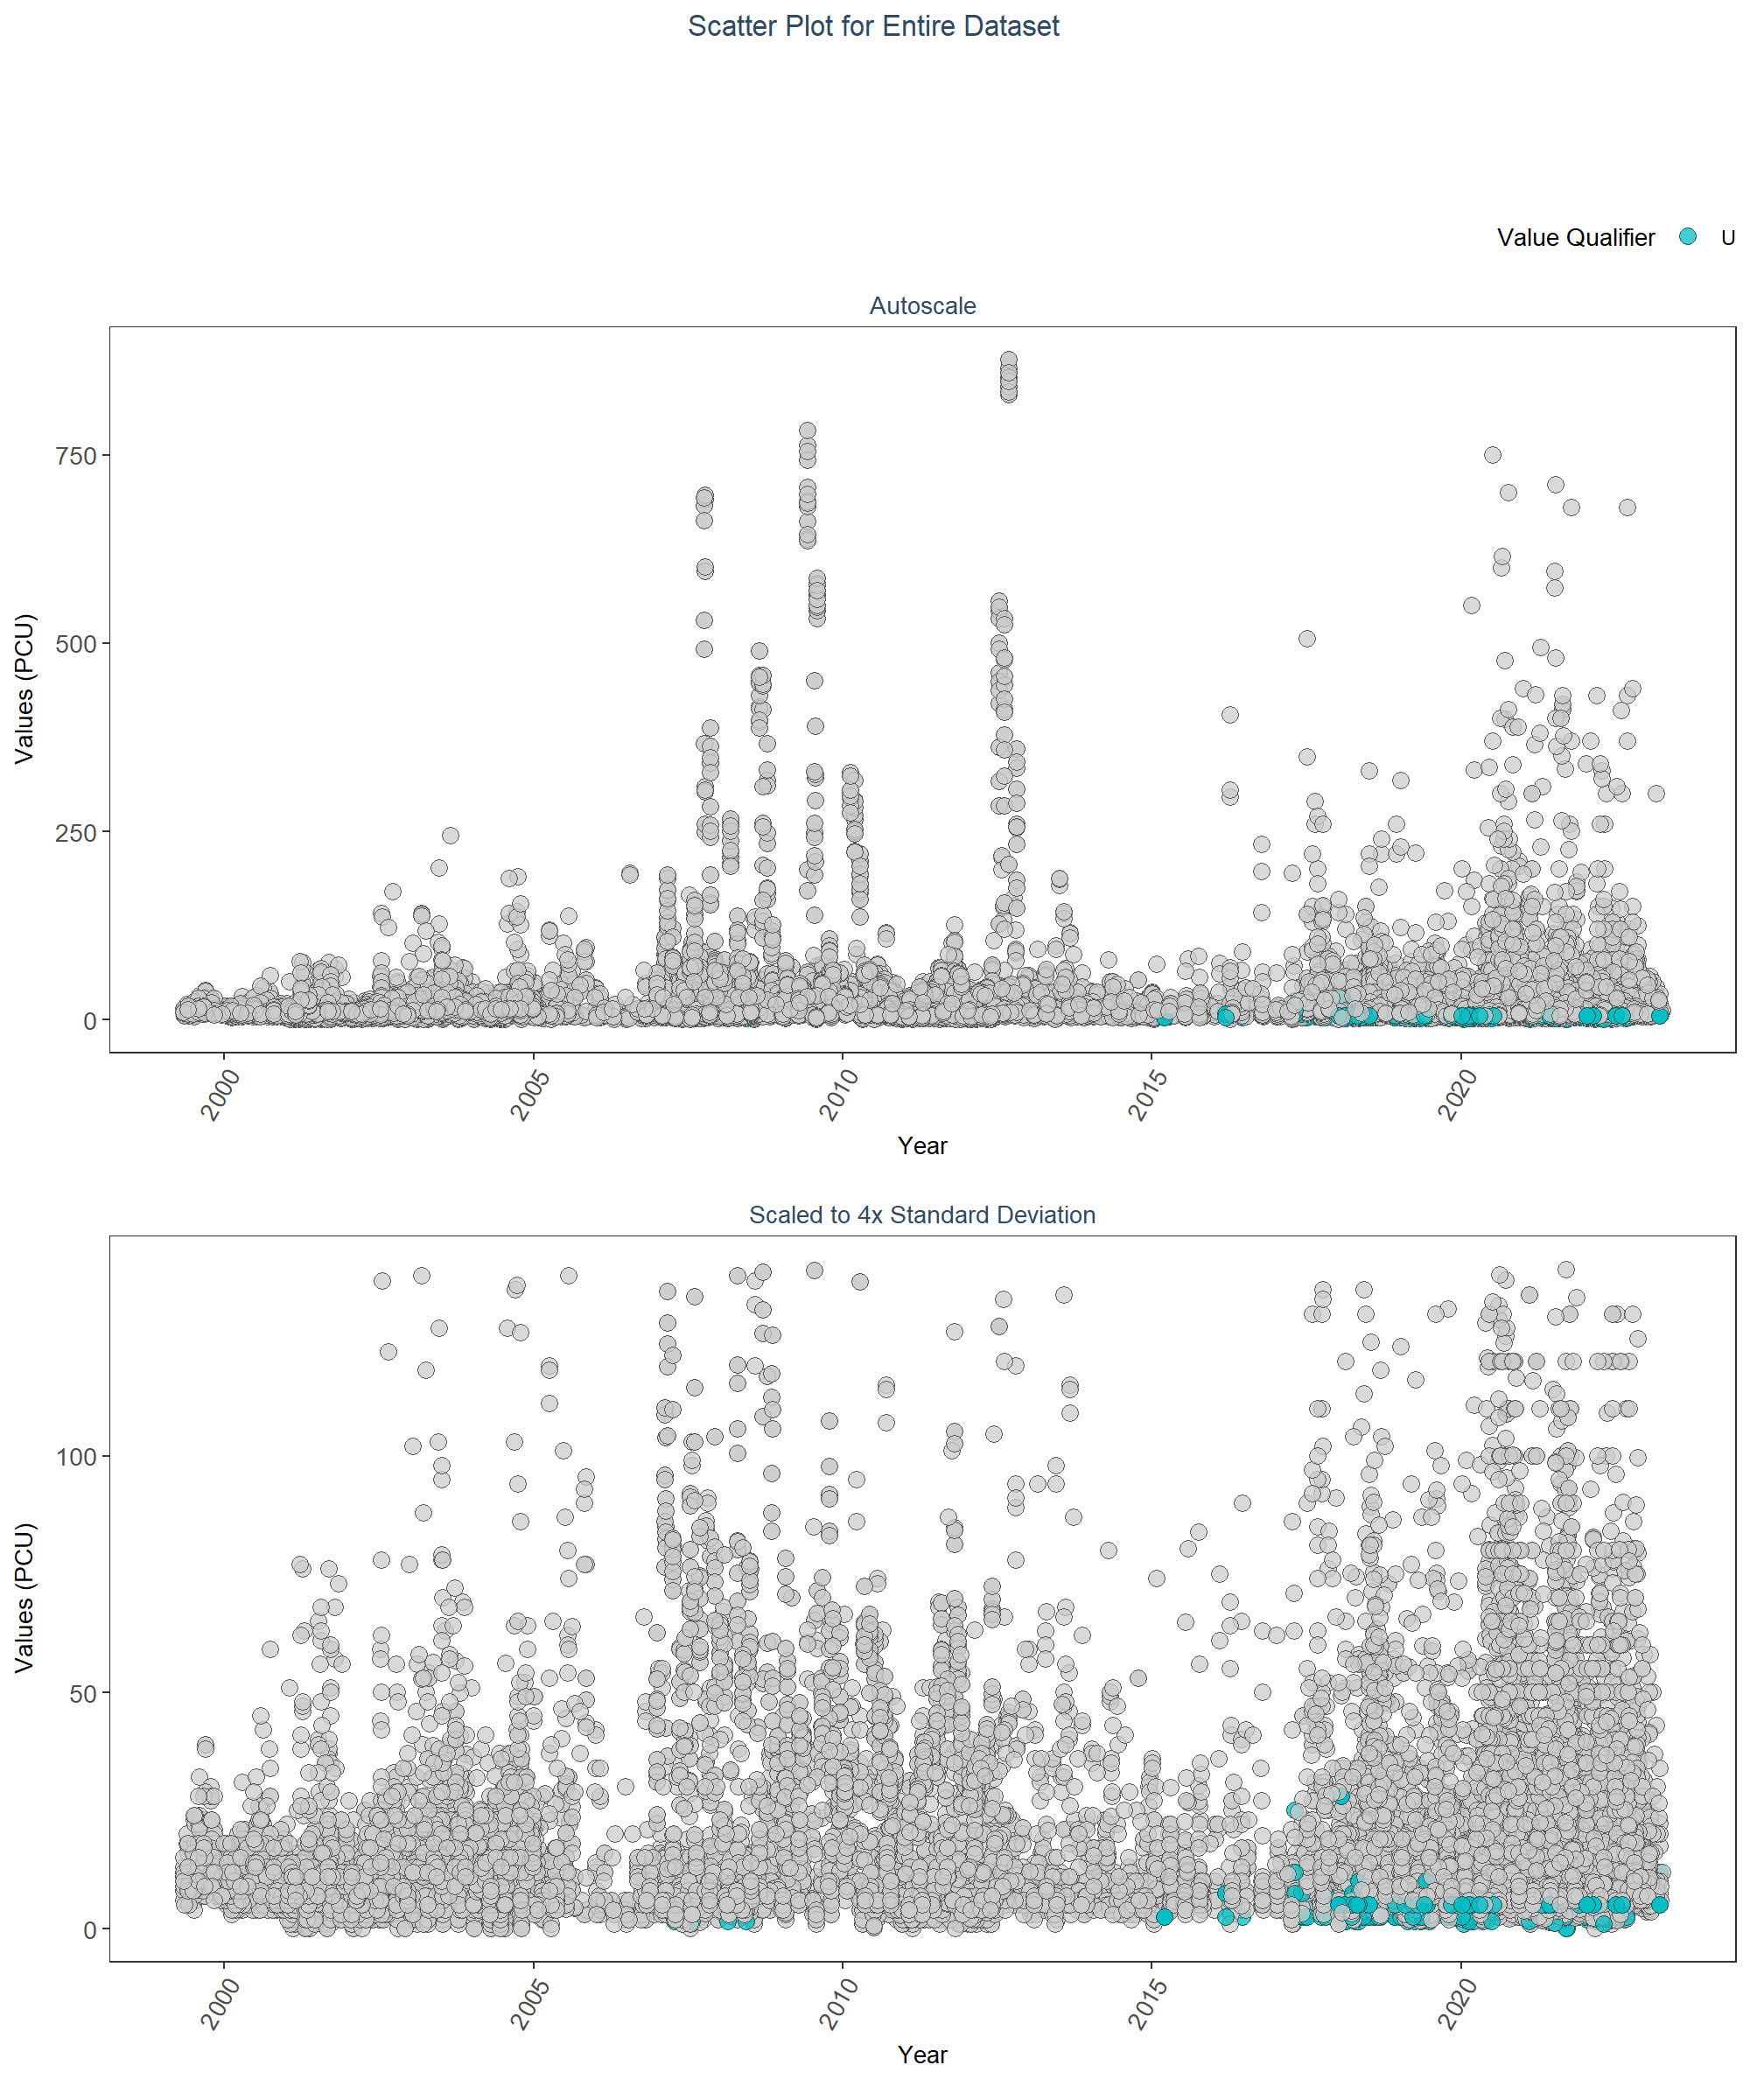 Scatter Plot for Entire Dataset
Value Qualifier U
Autoscale
Values (PCU)
750
500
250
0
2000 2005 2010 2015 2020
Year
Scaled to 4x Standard Deviation
Values (PCU)
100
50
0
2000 2005 2010 2015 2020
Year